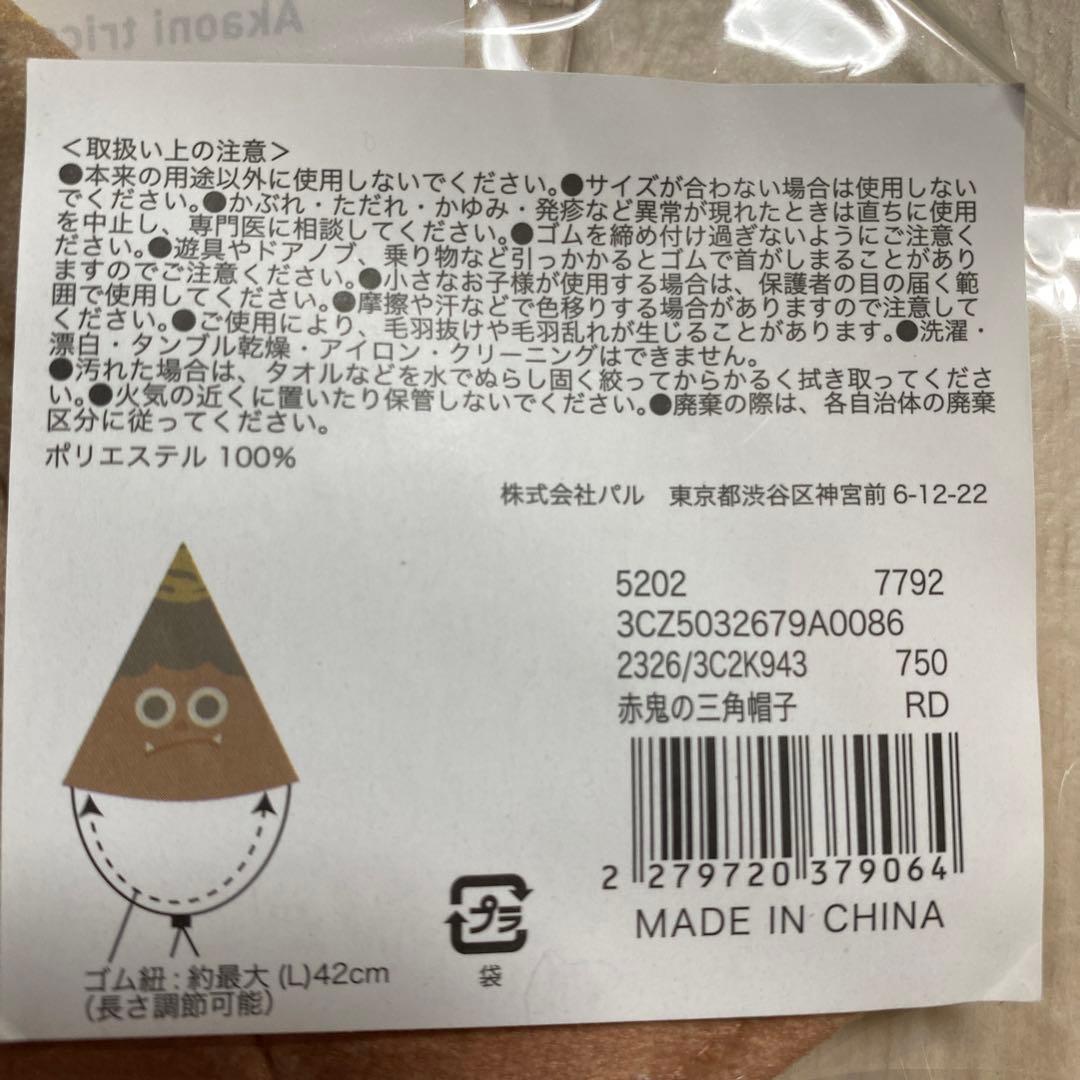 Akaoni tric
＜取扱い上の注意＞
●本来の用途以外に使用しないでください。●サイズが合わない場合は使用しない
でください。●かぶれ・ただれ・かゆみ・発疹など異常が現れたときは直ちに使用
を中止し、専門医に相談してください。●ゴムを締め付け過ぎないようにご注意く
ださい。●遊具やドアノブ、乗り物など引っかかるとゴムで首がしまることがあり
ますのでご注意ください。●小さなお子様が使用する場合は、保護者の目の届く範
囲で使用してください。●摩擦や汗などで色移りする場合がありますので注意して
ください。●ご使用により、毛羽抜けや毛羽乱れが生じることがあります。●洗濯・
漂白・タンブル乾燥・アイロン・クリーニングはできません。
●汚れた場合は、タオルなどを水でぬらし固く絞ってからかるく拭き取ってくださ
い。●火気の近くに置いたり保管しないでください。●廃棄の際は、各自治体の廃棄
区分に従ってください。
ポリエステル 100%
株式会社パル 東京都渋谷区神宮前 6-12-22
5202 7792
3CZ5032679A0086
2326/3C2K943 750
赤鬼の三角帽子 RD
2 279720 379064
MADE IN CHINA
プラ
袋
ゴム紐：約最大 (L)42cm
（長さ調節可能）